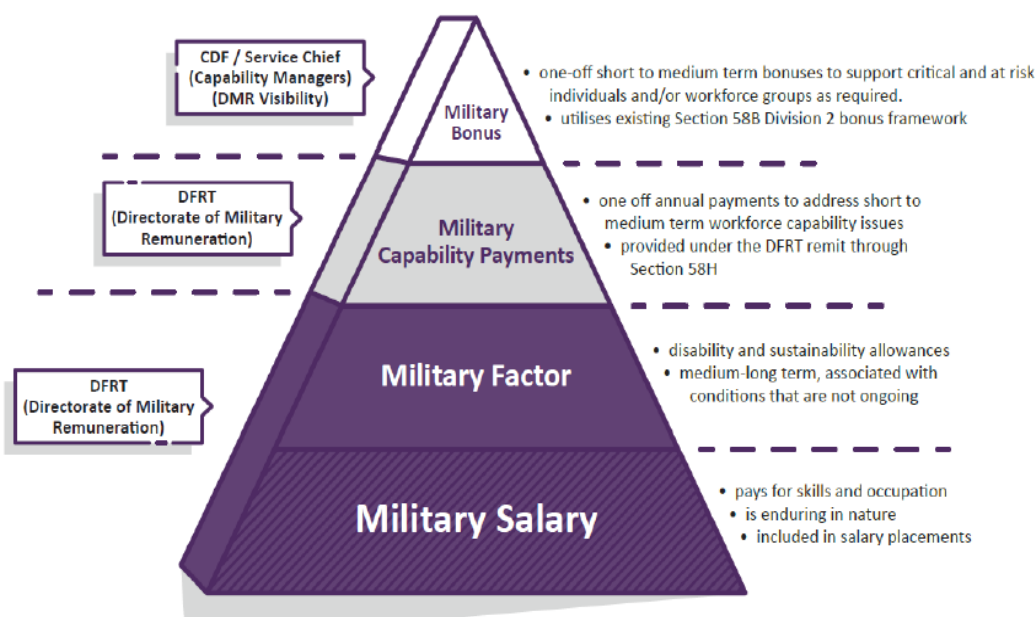 CDF / Service Chief
(Capability Managers)
(DMR Visibility)
Military
Bonus
• one-off short to medium term bonuses to support critical and at risk
individuals and/or workforce groups as required.
• utilises existing Section 58B Division 2 bonus framework
DFRT
(Directorate of Military
Remuneration)
Military
Capability Payments
• one off annual payments to address short to
medium term workforce capability issues
• provided under the DFRT remit through
Section 58H
DFRT
(Directorate of Military
Remuneration)
Military Factor
• disability and sustainability allowances
• medium-long term, associated with
conditions that are not ongoing
Military Salary
• pays for skills and occupation
• is enduring in nature
• included in salary placements